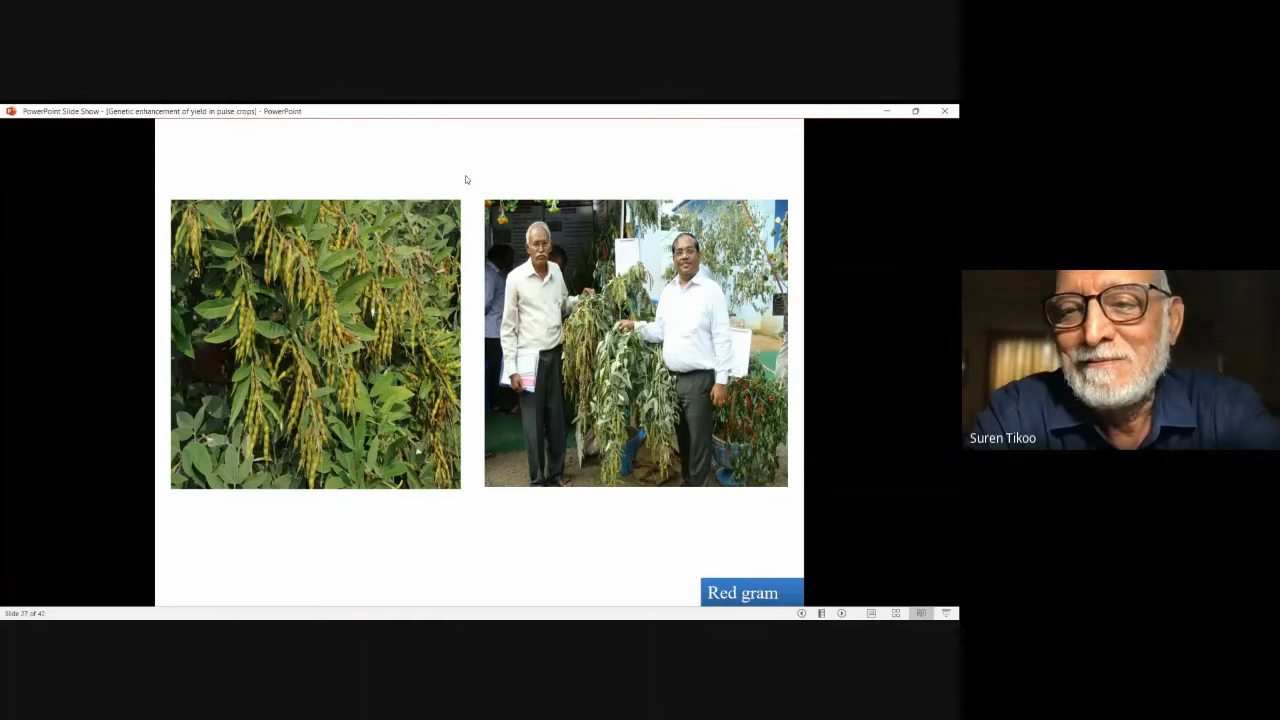 PowerPoint Slide Show - [Genetic enhancement of yield in pulse crops] - PowerPoint
Suren Tikoo
Red gram
Slide 27 of 42